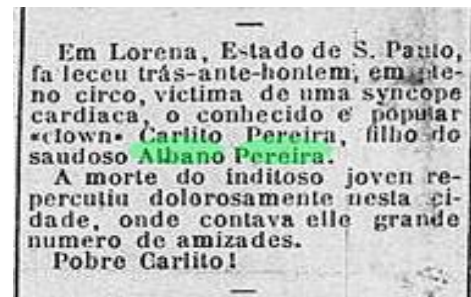 Em Lorena, Estado de S. Paulo,
fa leceu trás-ante-hontem, em ple-
no circo, victima de uma syncope
cardiaca, o conhecido e popular
«clown» Carlito Pereira, filho do
saudoso Albano Pereira.
A morte do inditoso joven re-
percutiu dolorosamente nesta ci-
dade, onde contava elle grande
numero de amizades.
Pobre Carlito!